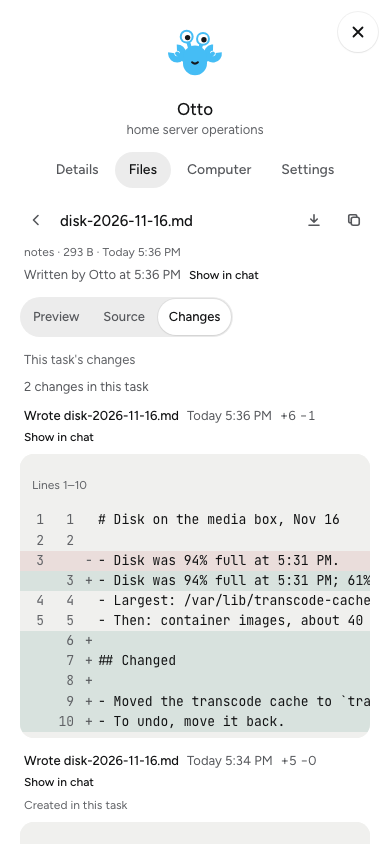 Otto
home server operations
Details Files Computer Settings
disk-2026-11-16.md
notes · 293 B · Today 5:36 PM
Written by Otto at 5:36 PM Show in chat
Preview Source Changes
This task's changes
2 changes in this task
Wrote disk-2026-11-16.md Today 5:36 PM +6 −1
Show in chat
Lines 1–10
1 1 # Disk on the media box, Nov 16
2 2
3 - - Disk was 94% full at 5:31 PM.
3 + - Disk was 94% full at 5:31 PM; 61%
4 4 - Largest: /var/lib/transcode-cache
5 5 - Then: container images, about 40
6 +
7 + ## Changed
8 +
9 + - Moved the transcode cache to `tra
10 + - To undo, move it back.
Wrote disk-2026-11-16.md Today 5:34 PM +5 −0
Show in chat
Created in this task